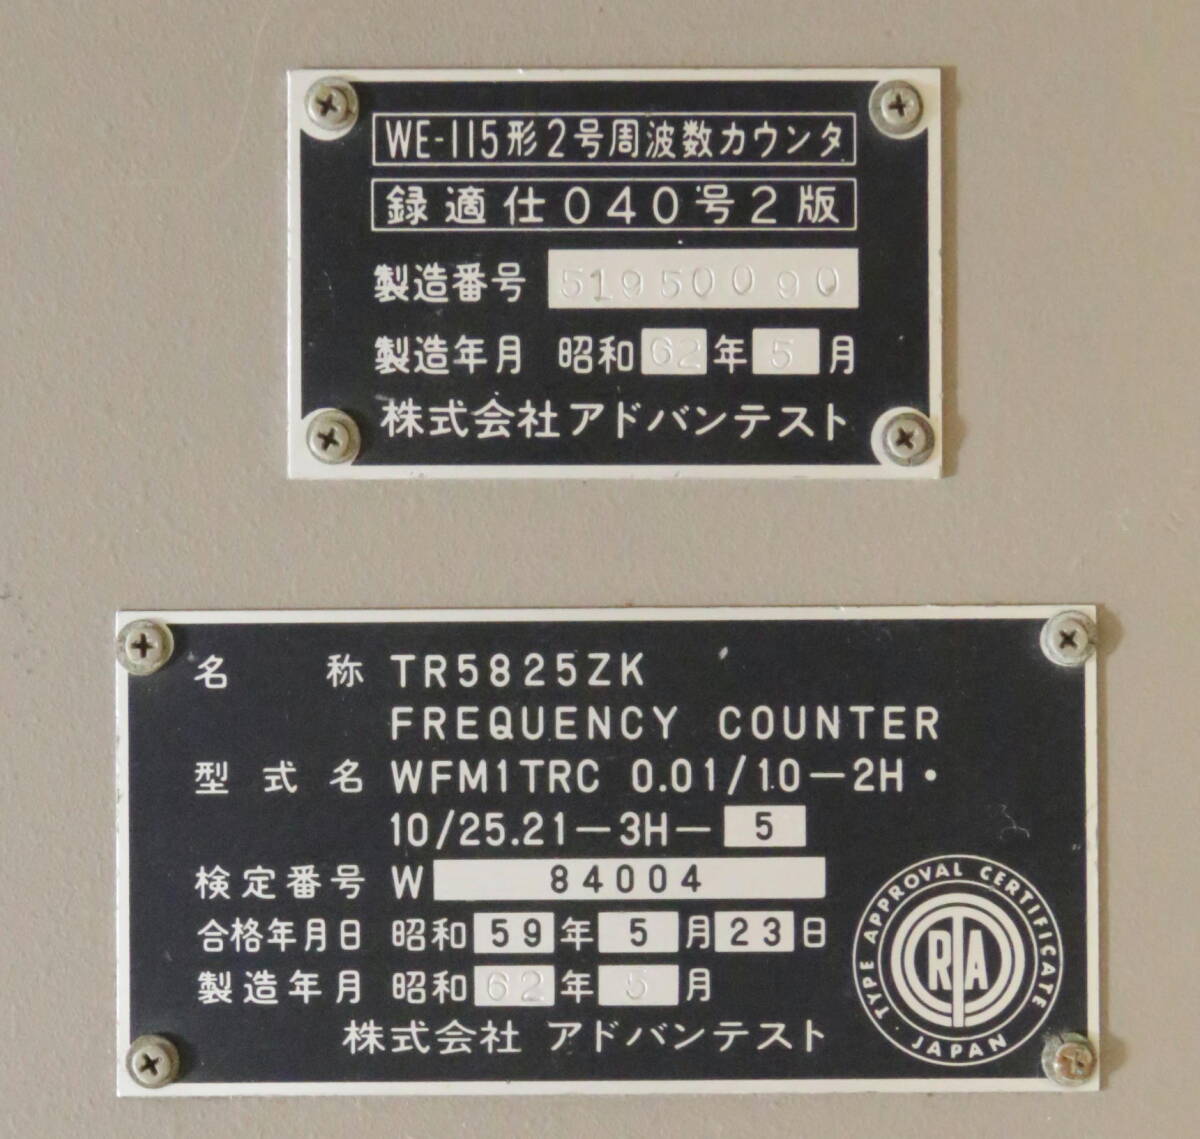 WE-115形2号周波数カウンタ
録適仕040号2版
製造番号 51950090
製造年月 昭和62年5月
株式会社アドバンテスト
名 称 TR5825ZK
FREQUENCY COUNTER
型式名 WFM1TRC 0.01/10-2H・
10/25.21-3H-5
検定番号 W 84004
合格年月日 昭和59年5月23日
製造年月 昭和62年5月
株式会社 アドバンテスト
TYPE APPROVAL CERTIFICATE・JAPAN
RTA